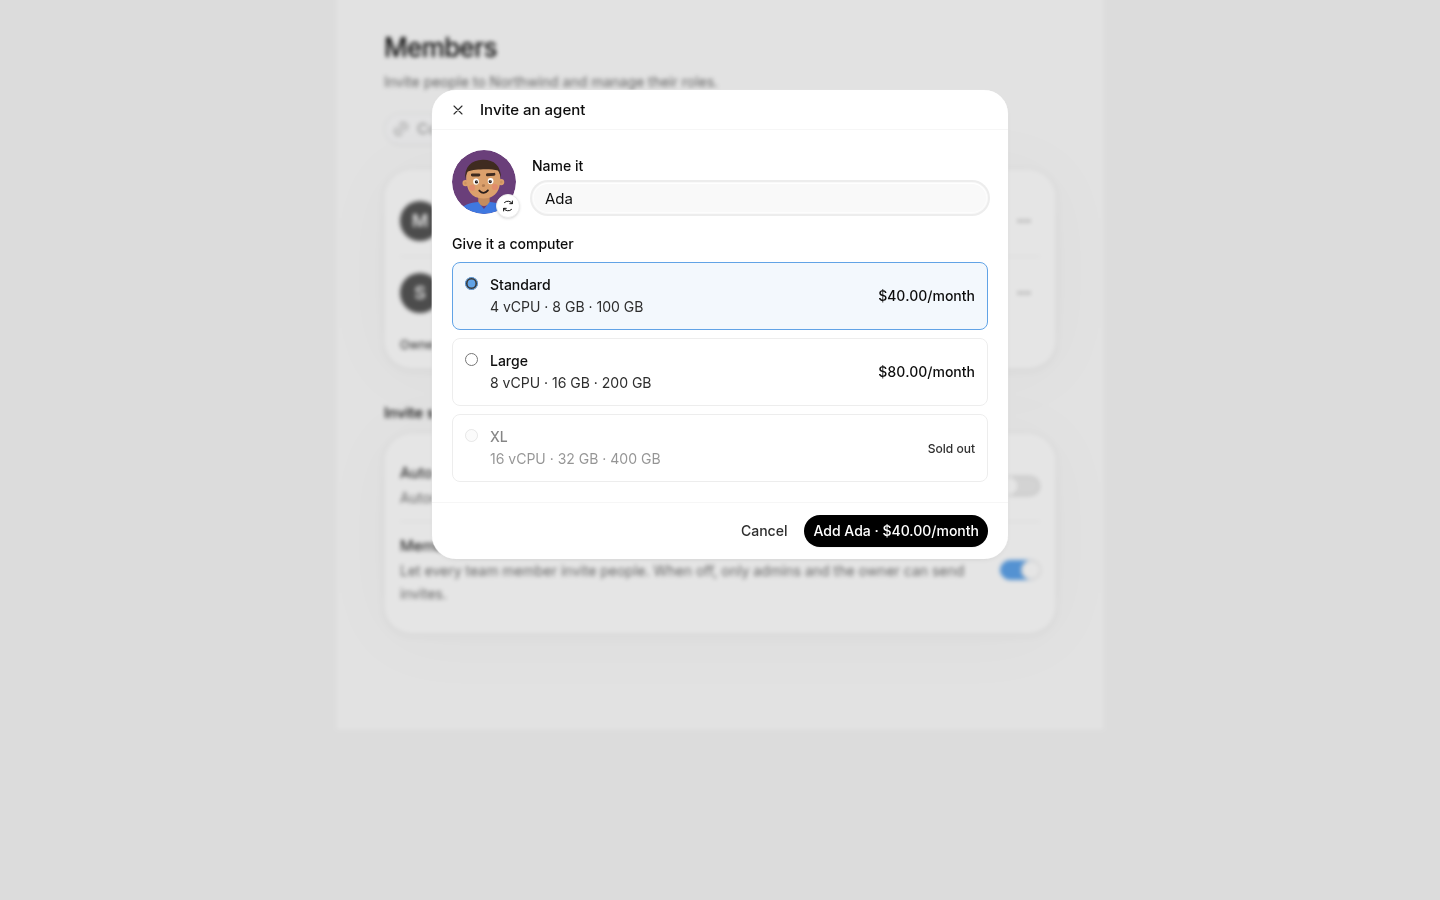 Members
Invite people to Northwind and manage their roles.
Invite an agent
Name it
Ada
M
Give it a computer
Standard
4 vCPU · 8 GB · 100 GB
$40.00/month
S
Large
8 vCPU · 16 GB · 200 GB
$80.00/month
Invite
XL
16 vCPU · 32 GB · 400 GB
Sold out
Cancel
Add Ada · $40.00/month
Let every team member invite people. When off, only admins and the owner can send
invites.